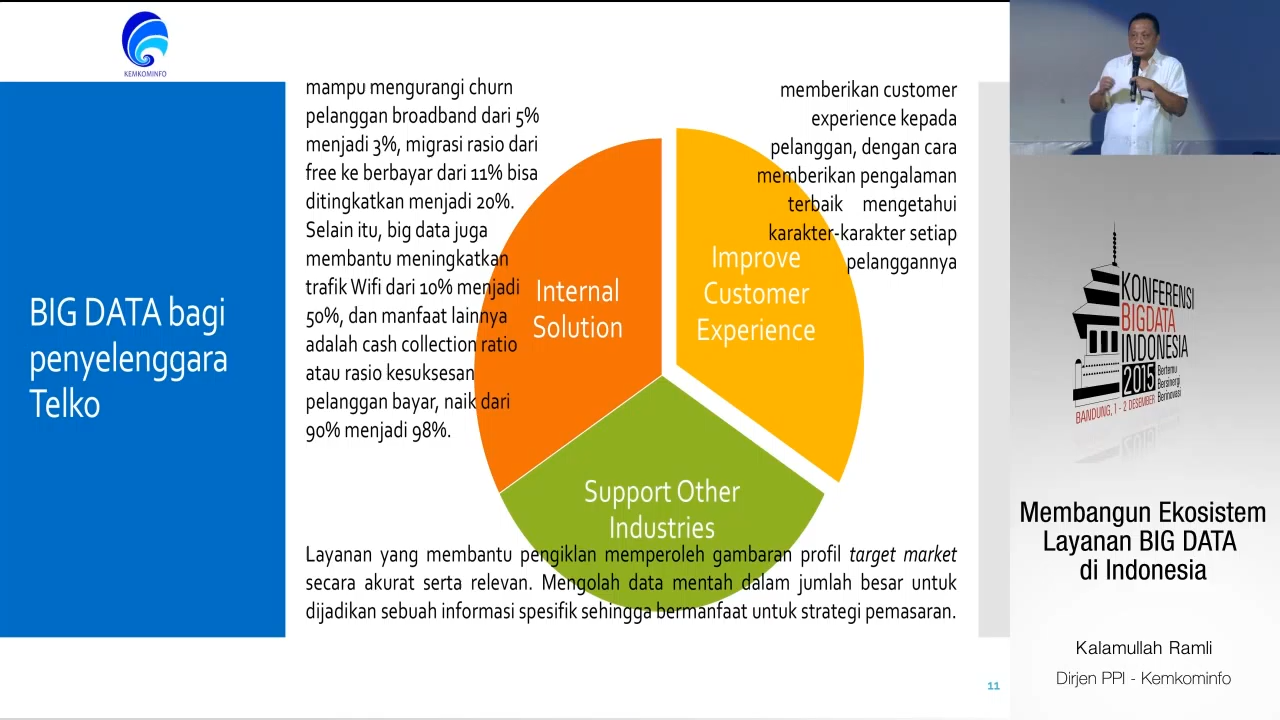 KEMKOMINFO
BIG DATA bagi
penyelenggara
Telko
mampu mengurangi churn
pelanggan broadband dari 5%
menjadi 3%, migrasi rasio dari
free ke berbayar dari 11% bisa
ditingkatkan menjadi 20%.
Selain itu, big data juga
membantu meningkatkan
trafik Wifi dari 10% menjadi
50%, dan manfaat lainnya
adalah cash collection ratio
atau rasio kesuksesan
pelanggan bayar, naik dari
90% menjadi 98%.
Internal
Solution
memberikan customer
experience kepada
pelanggan, dengan cara
memberikan pengalaman
terbaik mengetahui
karakter-karakter setiap
pelanggannya
Improve
Customer
Experience
Support Other
Industries
Layanan yang membantu pengiklan memperoleh gambaran profil target market
secara akurat serta relevan. Mengolah data mentah dalam jumlah besar untuk
dijadikan sebuah informasi spesifik sehingga bermanfaat untuk strategi pemasaran.
11
KONFERENSI
BIGDATA
INDONESIA
2015
Bertemu
Bersinergi
Berinovasi
BANDUNG, 1 - 2 DESEMBER
Membangun Ekosistem
Layanan BIG DATA
di Indonesia
Kalamullah Ramli
Dirjen PPI - Kemkominfo